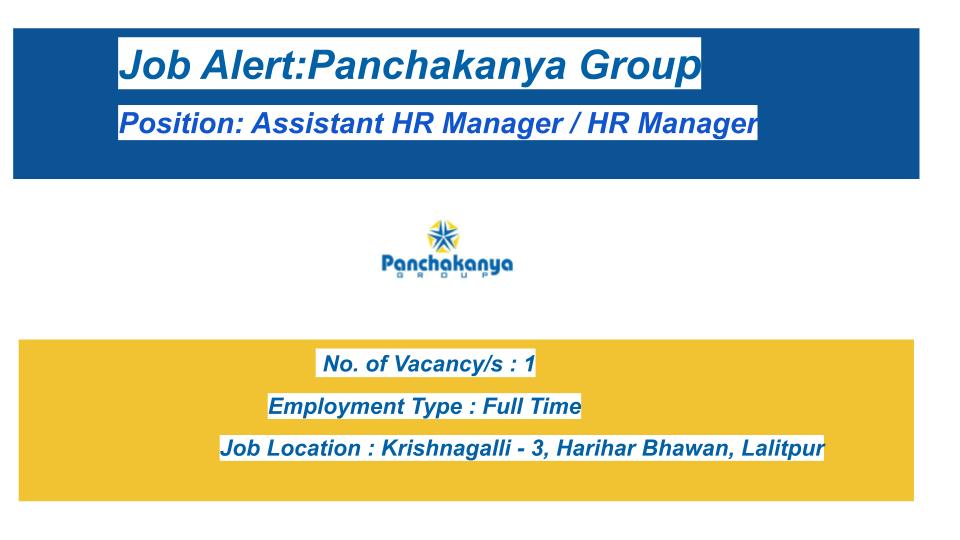 Job Alert:Panchakanya Group
Position: Assistant HR Manager / HR Manager
Panchakanya
GROUP
No. of Vacancy/s : 1
Employment Type : Full Time
Job Location : Krishnagalli - 3, Harihar Bhawan, Lalitpur